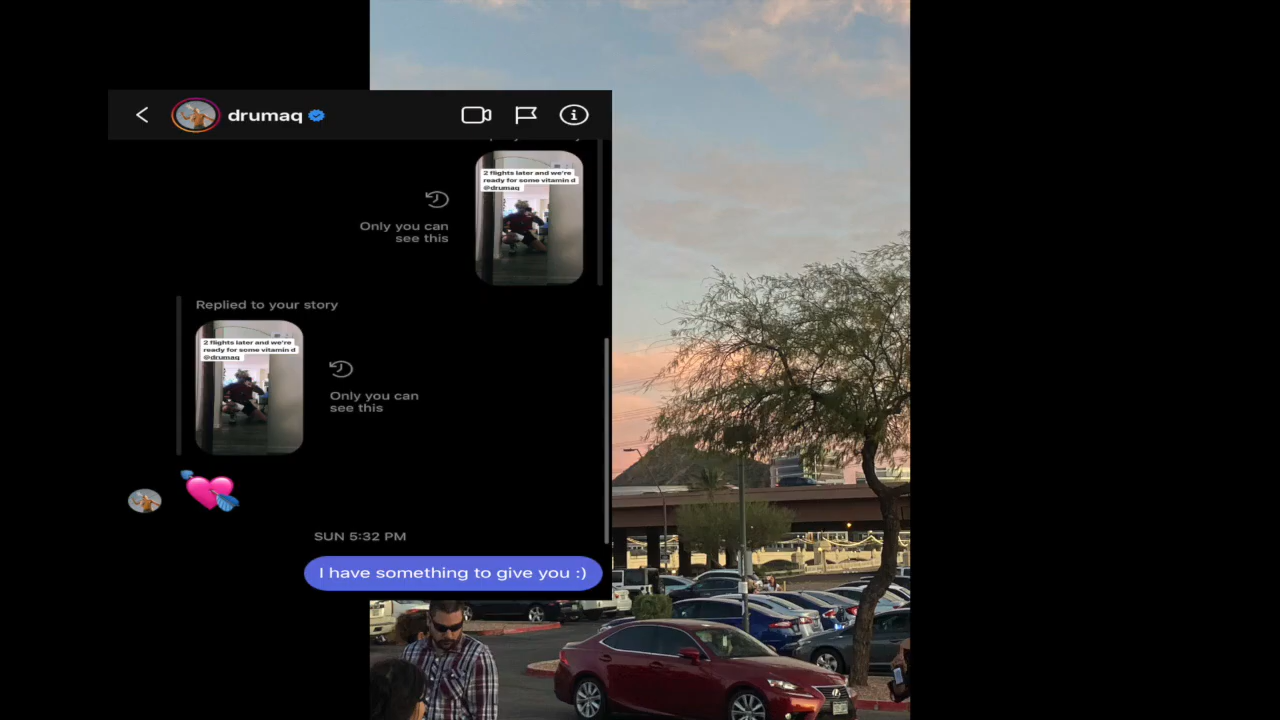 drumaq
2 flights later and we're
ready for some vitamin d
@drumaq
Only you can
see this
Replied to your story
2 flights later and we're
ready for some vitamin d
@drumaq
Only you can
see this
SUN 5:32 PM
I have something to give you :)